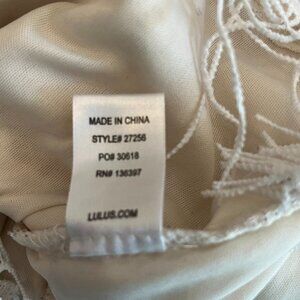 MADE IN CHINA
STYLE# 27256
PO# 30618
RN# 136397
LULUS.COM